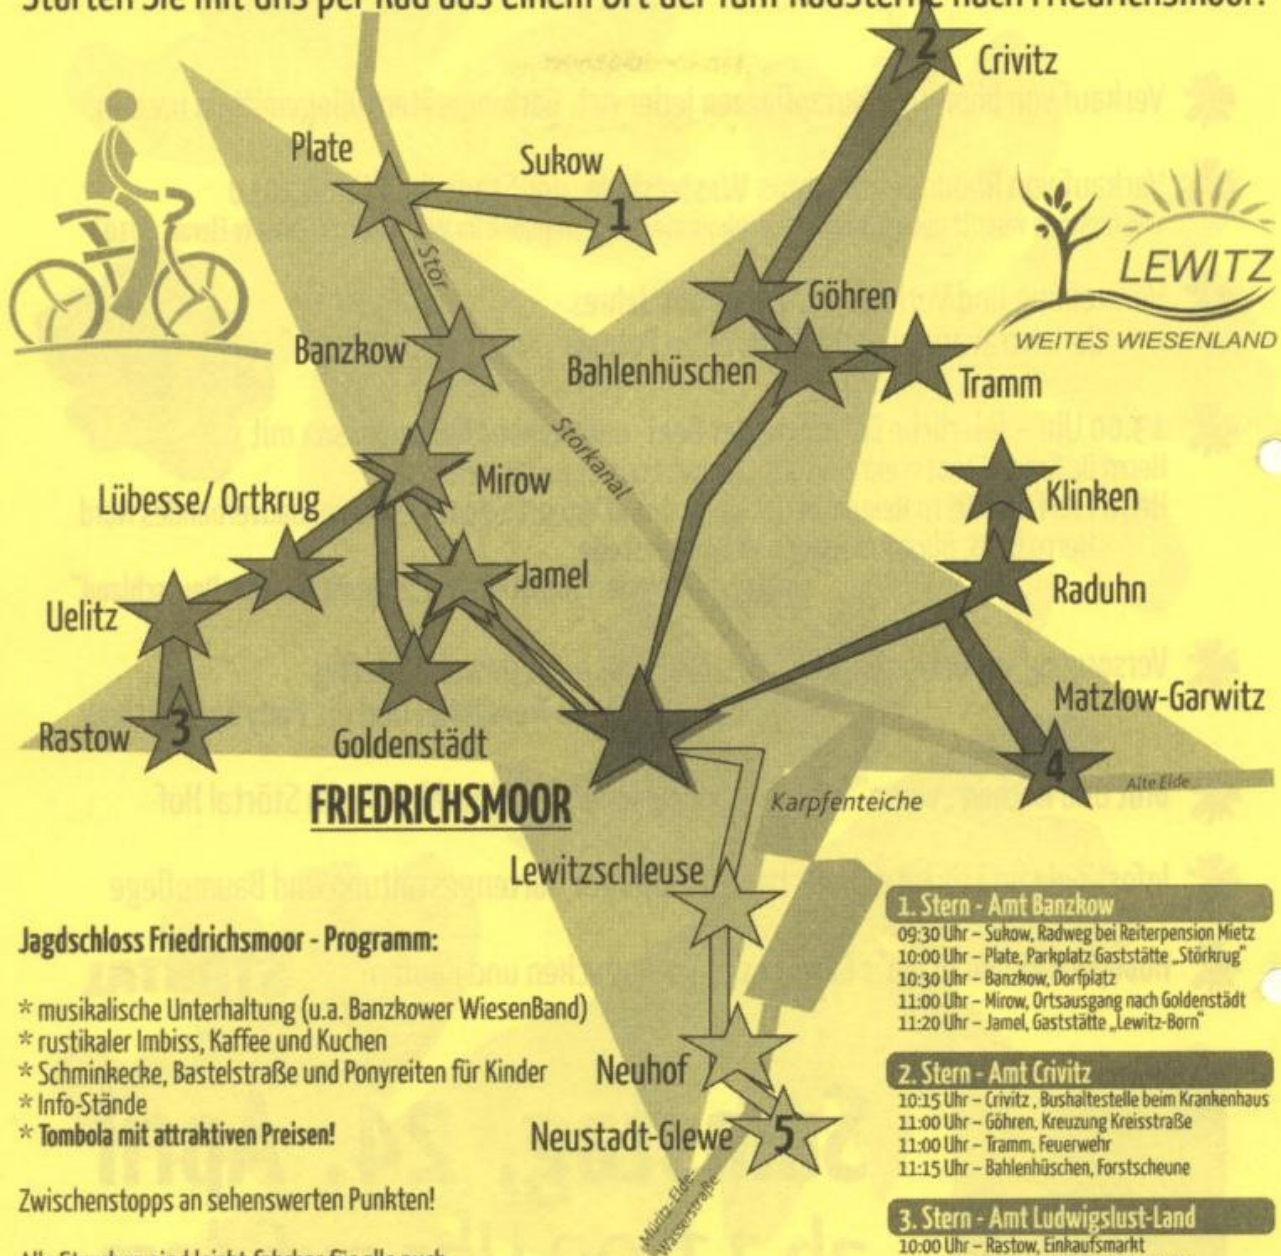 Starten Sie mit uns per Rad aus einem Ort der fünf Radsterne nach Friedrichsmoor!
2
Crivitz
Plate
Sukow
1
Stör
LEWITZ
WEITES WIESENLAND
Göhren
Banzkow
Bahlenhüschen
Tramm
Störkanal
Mirow
Klinken
Lübesse/ Ortkrug
Jamel
Raduhn
Uelitz
Matzlow-Garwitz
Rastow
3
Goldenstädt
4
Alte Elde
FRIEDRICHSMOOR
Karpfenteiche
Lewitzschleuse
Neuhof
Neustadt-Glewe
5
Müritz-Elde
Wasserstraße
Jagdschloss Friedrichsmoor - Programm:
* musikalische Unterhaltung (u.a. Banzkower WiesenBand)
* rustikaler Imbiss, Kaffee und Kuchen
* Schminkecke, Bastelstraße und Ponyreiten für Kinder
* Info-Stände
* Tombola mit attraktiven Preisen!
Zwischenstopps an sehenswerten Punkten!
1. Stern - Amt Banzkow
09:30 Uhr – Sukow, Radweg bei Reiterpension Mietz
10:00 Uhr – Plate, Parkplatz Gaststätte „Störkrug"
10:30 Uhr – Banzkow, Dorfplatz
11:00 Uhr – Mirow, Ortsausgang nach Goldenstädt
11:20 Uhr – Jamel, Gaststätte „Lewitz-Born"
2. Stern - Amt Crivitz
10:15 Uhr – Crivitz , Bushaltestelle beim Krankenhaus
11:00 Uhr – Göhren, Kreuzung Kreisstraße
11:00 Uhr – Tramm, Feuerwehr
11:15 Uhr – Bahlenhüschen, Forstscheune
3. Stern - Amt Ludwigslust-Land
10:00 Uhr – Rastow, Einkaufsmarkt